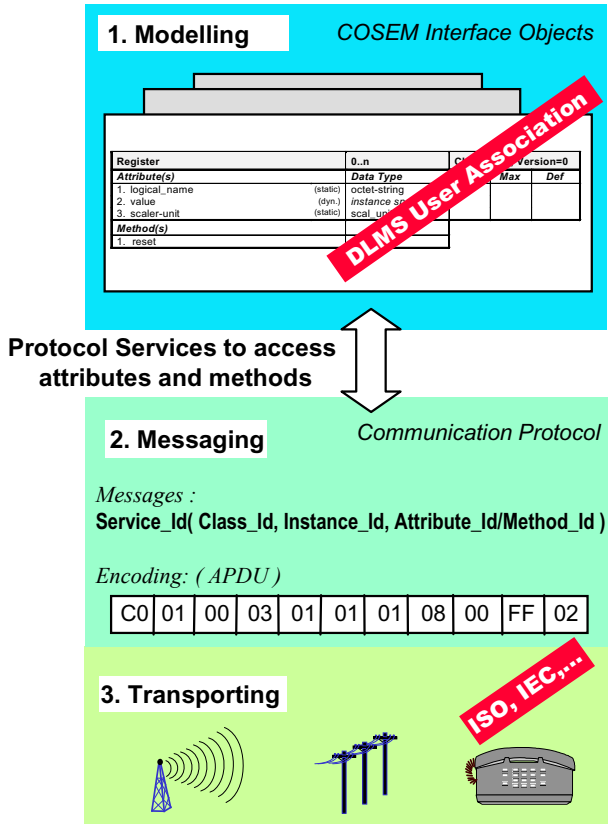 1. Modelling
COSEM Interface Objects
DLMS User Association
Register 0..n Version=0
Attribute(s) Data Type Max Def
1. logical_name (static) octet-string
2. value (dyn.) instance
3. scaler-unit (static)
Method(s)
1. reset
Protocol Services to access
attributes and methods
2. Messaging
Communication Protocol
Messages :
Service_Id( Class_Id, Instance_Id, Attribute_Id/Method_Id )
Encoding: ( APDU )
C0 01 00 03 01 01 01 08 00 FF 02
3. Transporting
ISO, IEC,...